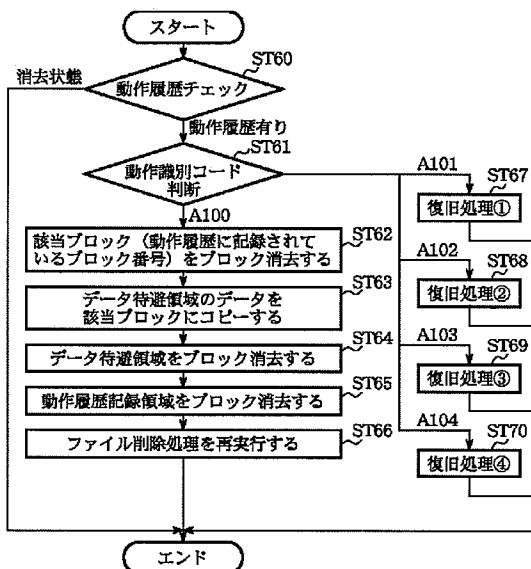 スタート
ST60
消去状態
動作履歴チェック
動作履歴有り
ST61
動作識別コード
判断
A100
A101
ST67
復旧処理①
ST62
該当ブロック（動作履歴に記録されて
いるブロック番号）をブロック消去する
A102
ST68
復旧処理②
ST63
データ待避領域のデータを
該当ブロックにコピーする
ST64
データ待避領域をブロック消去する
A103
ST69
復旧処理③
ST65
動作履歴記録領域をブロック消去する
ST66
ファイル削除処理を再実行する
A104
ST70
復旧処理④
エンド